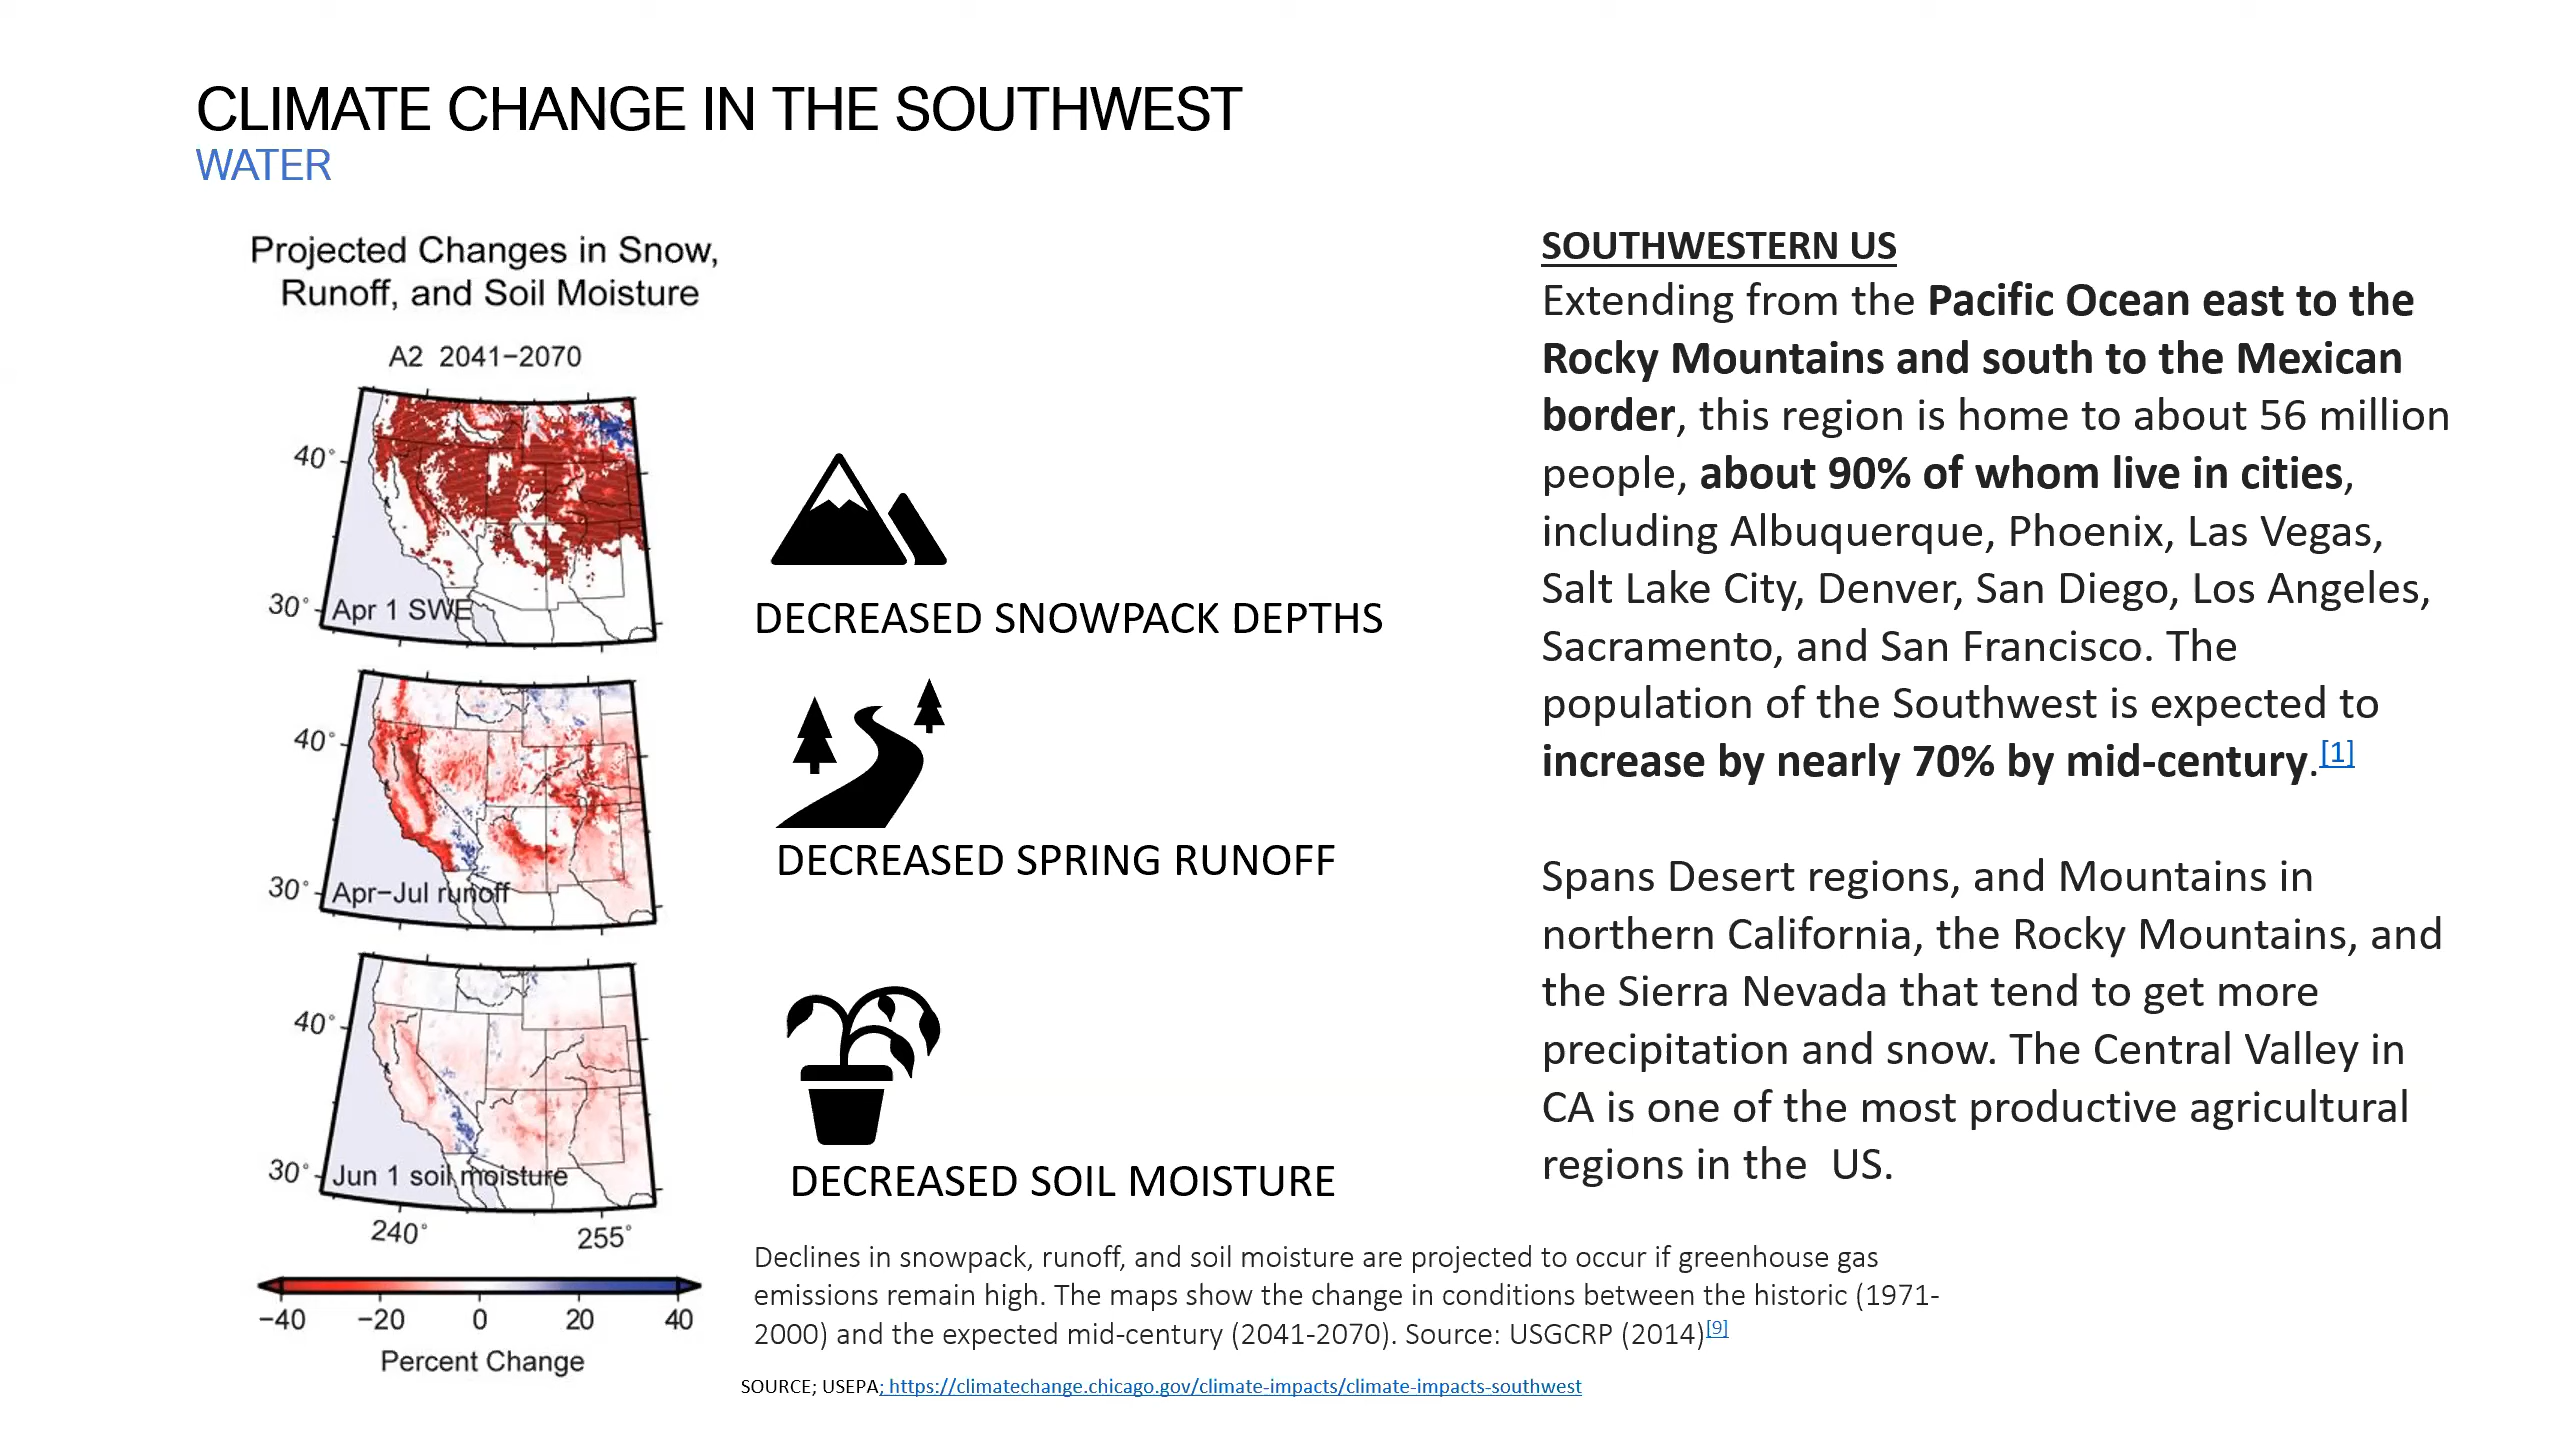 CLIMATE CHANGE IN THE SOUTHWEST
WATER
Projected Changes in Snow,
Runoff, and Soil Moisture
A2 2041−2070
40°
30°
Apr 1 SWE
40°
30°
Apr−Jul runoff
40°
30°
Jun 1 soil moisture
240°
255°
−40 −20 0 20 40
Percent Change
DECREASED SNOWPACK DEPTHS
DECREASED SPRING RUNOFF
DECREASED SOIL MOISTURE
Declines in snowpack, runoff, and soil moisture are projected to occur if greenhouse gas
emissions remain high. The maps show the change in conditions between the historic (1971-
2000) and the expected mid-century (2041-2070). Source: USGCRP (2014)[9]
SOURCE; USEPA; https://climatechange.chicago.gov/climate-impacts/climate-impacts-southwest
SOUTHWESTERN US
Extending from the Pacific Ocean east to the
Rocky Mountains and south to the Mexican
border, this region is home to about 56 million
people, about 90% of whom live in cities,
including Albuquerque, Phoenix, Las Vegas,
Salt Lake City, Denver, San Diego, Los Angeles,
Sacramento, and San Francisco. The
population of the Southwest is expected to
increase by nearly 70% by mid-century.[1]
Spans Desert regions, and Mountains in
northern California, the Rocky Mountains, and
the Sierra Nevada that tend to get more
precipitation and snow. The Central Valley in
CA is one of the most productive agricultural
regions in the  US.